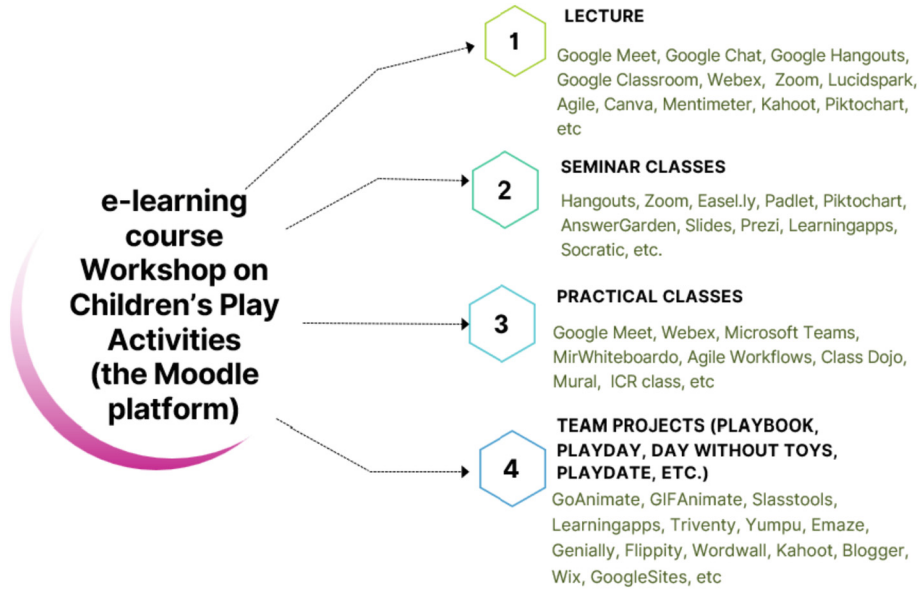 e-learning
course
Workshop on
Children's Play
Activities
(the Moodle
platform)
1
LECTURE
Google Meet, Google Chat, Google Hangouts,
Google Classroom, Webex, Zoom, Lucidspark,
Agile, Canva, Mentimeter, Kahoot, Piktochart,
etc
2
SEMINAR CLASSES
Hangouts, Zoom, Easel.ly, Padlet, Piktochart,
AnswerGarden, Slides, Prezi, Learningapps,
Socratic, etc.
3
PRACTICAL CLASSES
Google Meet, Webex, Microsoft Teams,
MirWhiteboardo, Agile Workflows, Class Dojo,
Mural, ICR class, etc
4
TEAM PROJECTS (PLAYBOOK,
PLAYDAY, DAY WITHOUT TOYS,
PLAYDATE, ETC.)
GoAnimate, GIFAnimate, Slasstools,
Learningapps, Triventy, Yumpu, Emaze,
Genially, Flippity, Wordwall, Kahoot, Blogger,
Wix, GoogleSites, etc